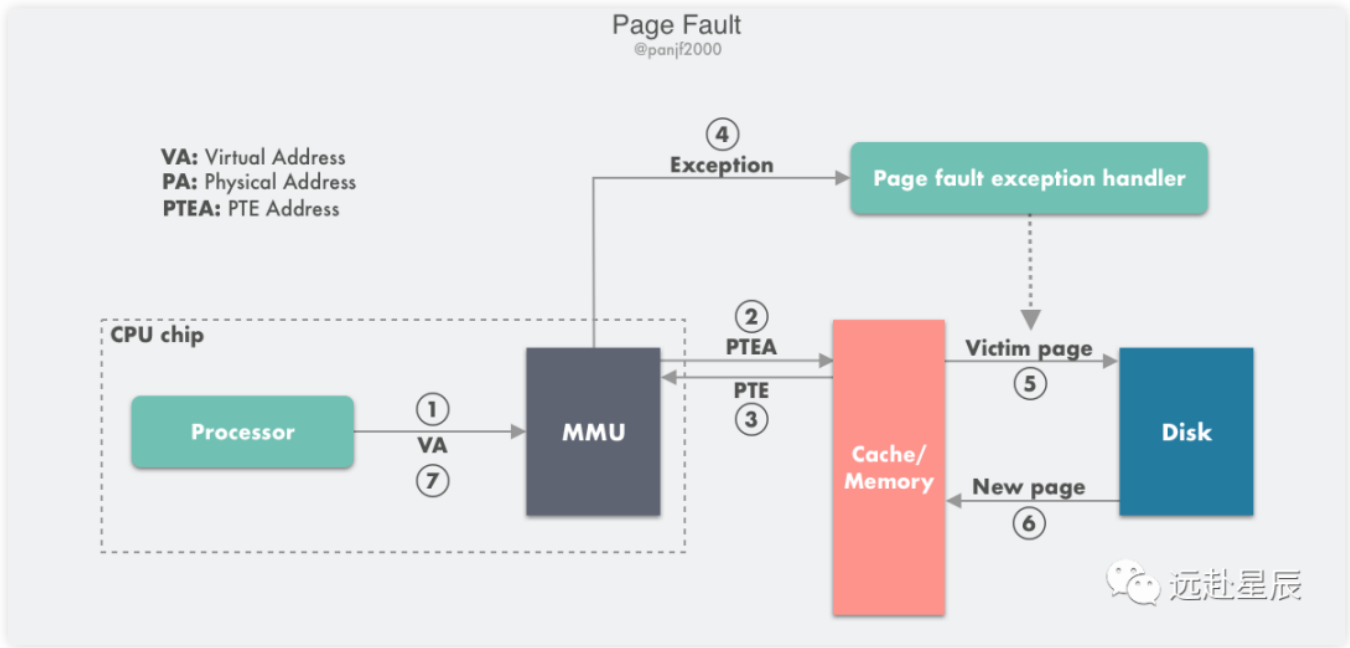 Page Fault
@panjf2000
VA: Virtual Address
PA: Physical Address
PTEA: PTE Address
④
Exception
Page fault exception handler
CPU chip
Processor
①
VA
⑦
MMU
②
PTEA
PTE
③
Cache/
Memory
Victim page
⑤
New page
⑥
Disk
远赴星辰